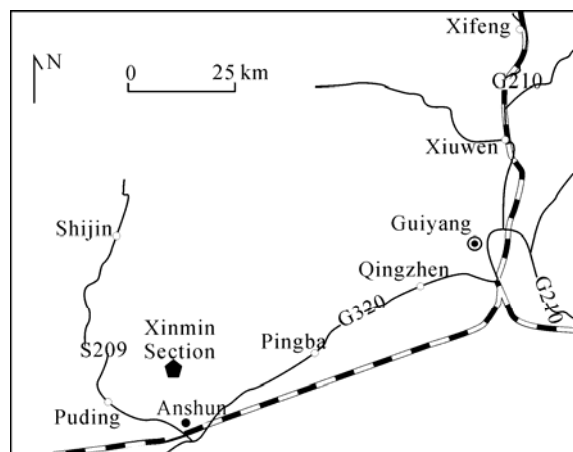 Xifeng
N
0 25 km
G210
Xiuwen
Shijin
Guiyang
Qingzhen
G210
G320
Xinmin
Section
S209
Pingba
Puding
Anshun